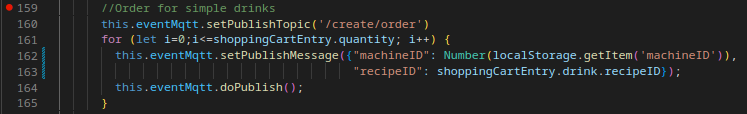 159 //Order for simple drinks
160 this.eventMqtt.setPublishTopic('/create/order')
161 for (let i=0;i<=shoppingCartEntry.quantity; i++) {
162 this.eventMqtt.setPublishMessage({"machineID": Number(localStorage.getItem('machineID')),
163 "recipeID": shoppingCartEntry.drink.recipeID});
164 this.eventMqtt.doPublish();
165 }